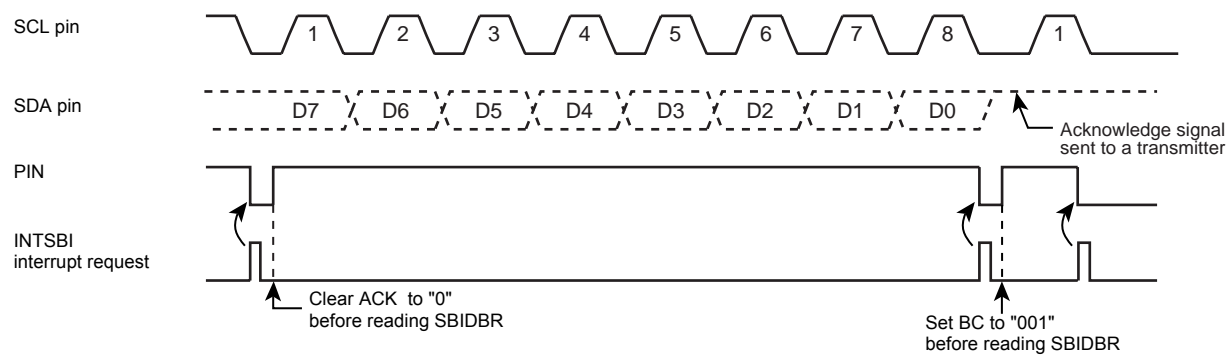 SCL pin
1 2 3 4 5 6 7 8 1
SDA pin
D7 D6 D5 D4 D3 D2 D1 D0
Acknowledge signal
sent to a transmitter
PIN
INTSBI
interrupt request
Clear ACK to "0"
before reading SBIDBR
Set BC to "001"
before reading SBIDBR